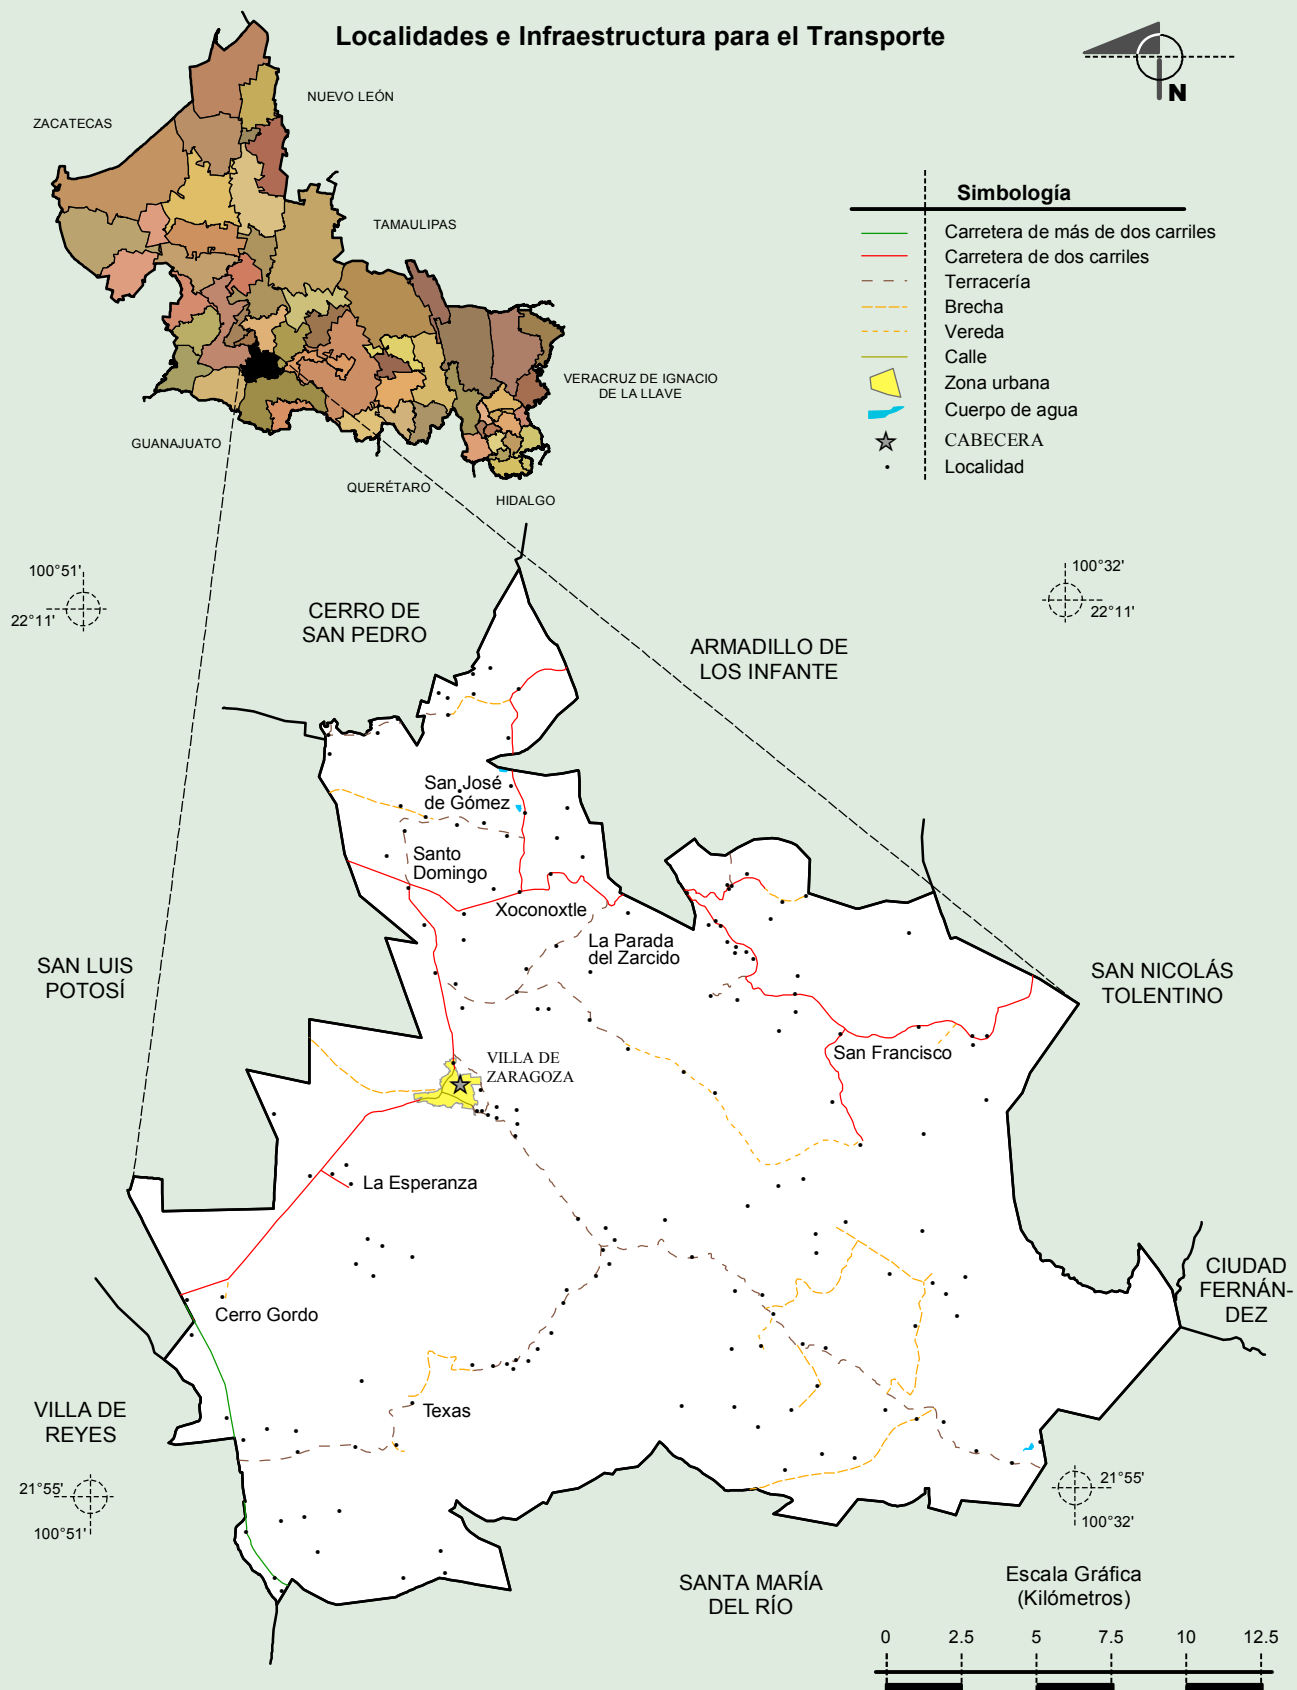 Localidades e Infraestructura para el Transporte
N
NUEVO LEÓN
ZACATECAS
TAMAULIPAS
VERACRUZ DE IGNACIO
DE LA LLAVE
GUANAJUATO
QUERÉTARO
HIDALGO
Simbología
Carretera de más de dos carriles
Carretera de dos carriles
Terracería
Brecha
Vereda
Calle
Zona urbana
Cuerpo de agua
CABECERA
Localidad
100°51'
22°11'
100°32'
22°11'
CERRO DE
SAN PEDRO
ARMADILLO DE
LOS INFANTE
San José
de Gómez
Santo
Domingo
Xoconoxtle
La Parada
del Zarcido
SAN LUIS
POTOSÍ
SAN NICOLÁS
TOLENTINO
San Francisco
VILLA DE
ZARAGOZA
La Esperanza
CIUDAD
FERNÁN-
DEZ
Cerro Gordo
VILLA DE
REYES
Texas
21°55'
100°51'
21°55'
100°32'
SANTA MARÍA
DEL RÍO
Escala Gráfica
(Kilómetros)
0 2.5 5 7.5 10 12.5